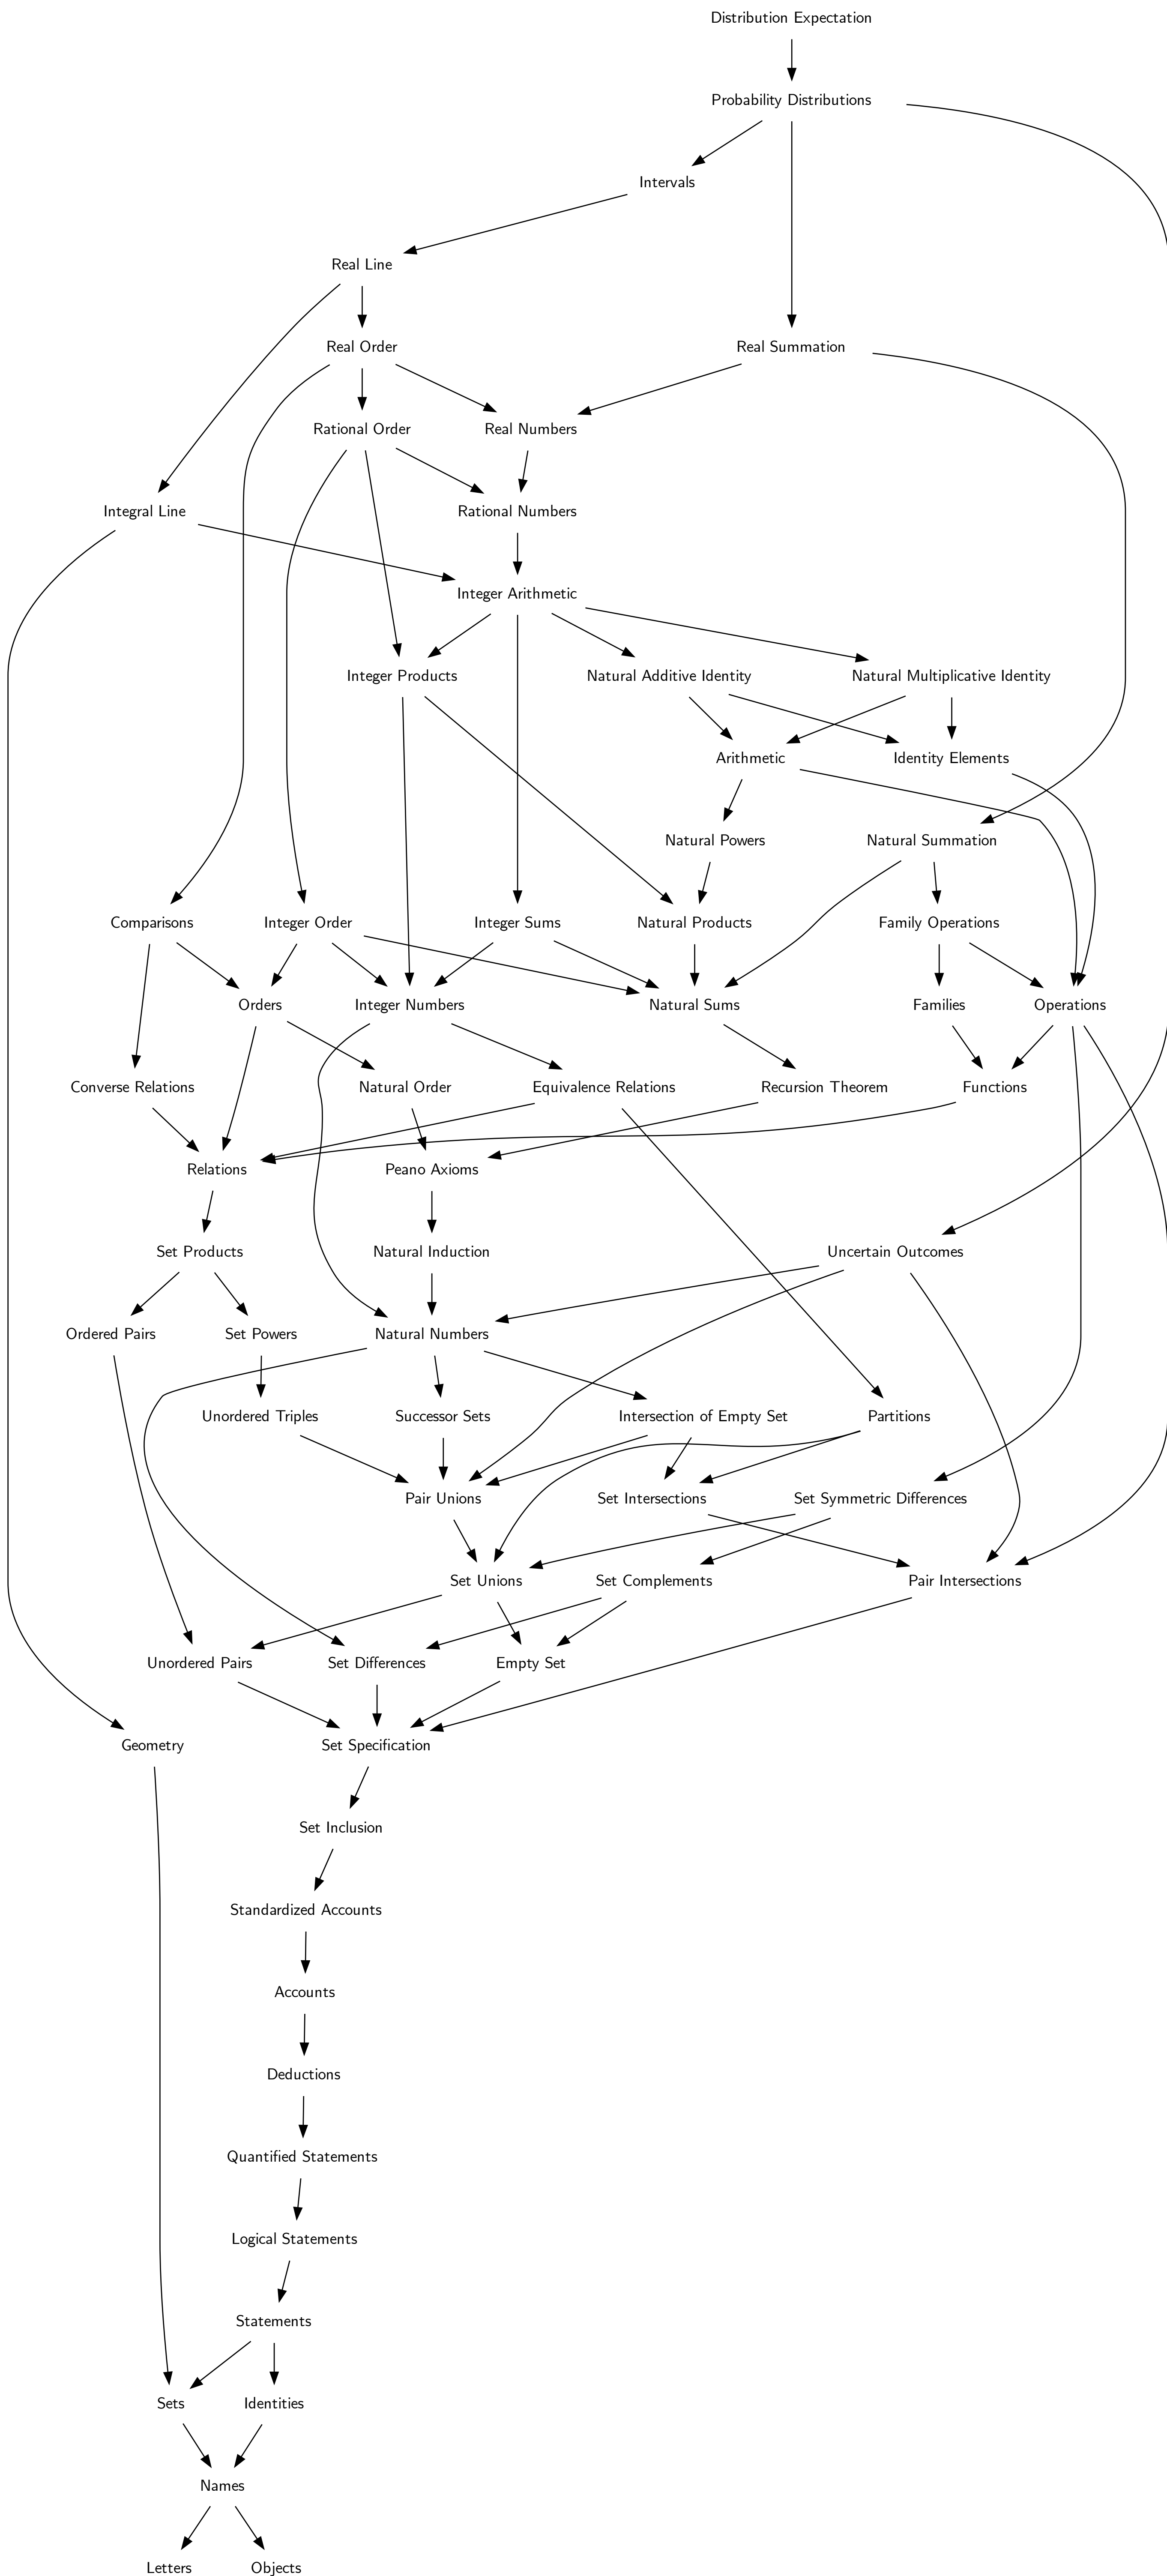 Distribution Expectation
Probability Distributions
Intervals
Real Line
Real Order
Real Summation
Rational Order
Real Numbers
Integral Line
Rational Numbers
Integer Arithmetic
Integer Products
Natural Additive Identity
Natural Multiplicative Identity
Arithmetic
Identity Elements
Natural Powers
Natural Summation
Comparisons
Integer Order
Integer Sums
Natural Products
Family Operations
Orders
Integer Numbers
Natural Sums
Families
Operations
Converse Relations
Natural Order
Equivalence Relations
Recursion Theorem
Functions
Relations
Peano Axioms
Set Products
Natural Induction
Uncertain Outcomes
Ordered Pairs
Set Powers
Natural Numbers
Unordered Triples
Successor Sets
Intersection of Empty Set
Partitions
Pair Unions
Set Intersections
Set Symmetric Differences
Set Unions
Set Complements
Pair Intersections
Unordered Pairs
Set Differences
Empty Set
Geometry
Set Specification
Set Inclusion
Standardized Accounts
Accounts
Deductions
Quantified Statements
Logical Statements
Statements
Sets
Identities
Names
Letters
Objects